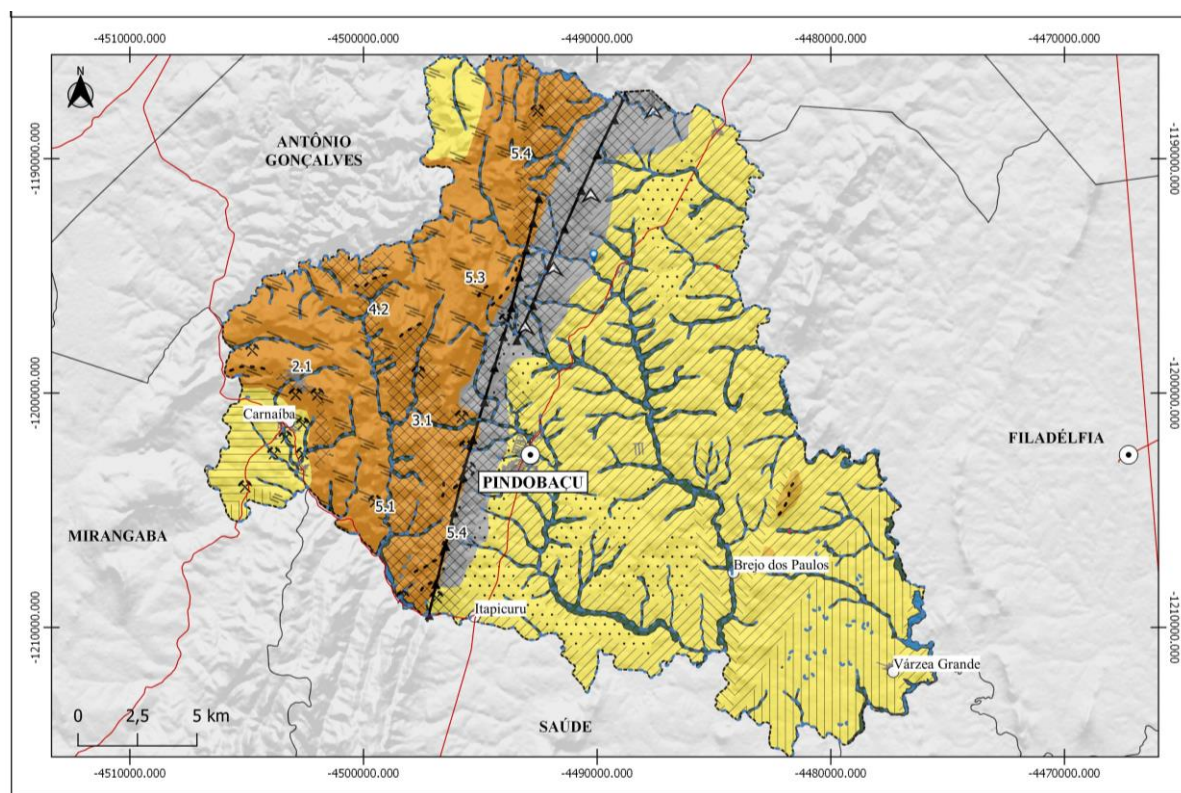 -4510000.000
-4500000.000
-4490000.000
-4480000.000
-4470000.000
N
ANTÔNIO
GONÇALVES
-1190000.000
-1190000.000
5.4
5.3
4.2
2.1
-1200000.000
-1200000.000
Carnaíba
3.1
FILADÉLFIA
PINDOBAÇU
5.1
5.4
MIRANGABA
Brejo dos Paulos
Itapicuru
-1210000.000
-1210000.000
Várzea Grande
0 2,5 5 km
SAÚDE
-4510000.000
-4500000.000
-4490000.000
-4480000.000
-4470000.000